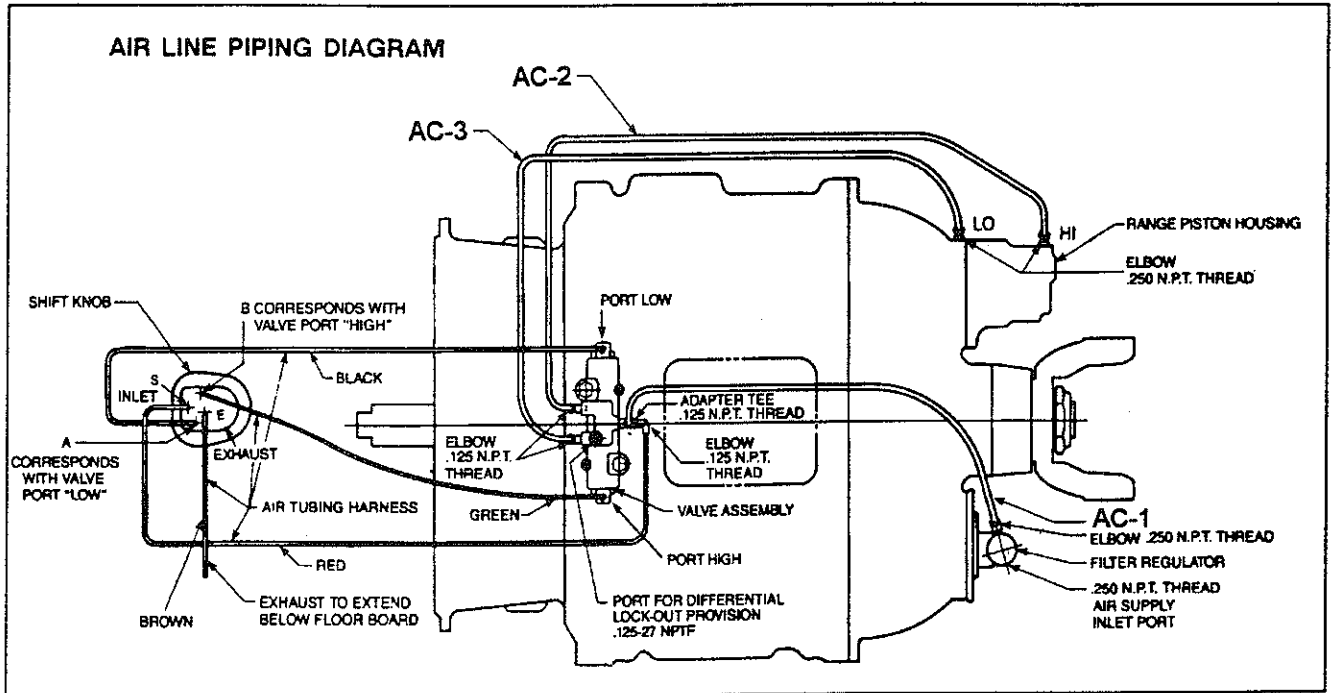 AIR LINE PIPING DIAGRAM
AC-2
AC-3
LO
HI
RANGE PISTON HOUSING
ELBOW
.250 N.P.T. THREAD
SHIFT KNOB
B CORRESPONDS WITH
VALVE PORT "HIGH"
PORT LOW
BLACK
S
INLET
E
A
CORRESPONDS
WITH VALVE
PORT "LOW"
EXHAUST
ELBOW
.125 N.P.T.
THREAD
ADAPTER TEE
.125 N.P.T. THREAD
ELBOW
.125 N.P.T.
THREAD
AIR TUBING HARNESS
GREEN
VALVE ASSEMBLY
AC-1
ELBOW .250 N.P.T. THREAD
RED
PORT HIGH
FILTER REGULATOR
BROWN
EXHAUST TO EXTEND
BELOW FLOOR BOARD
PORT FOR DIFFERENTIAL
LOCK-OUT PROVISION
.125-27 NPTF
.250 N.P.T. THREAD
AIR SUPPLY
INLET PORT